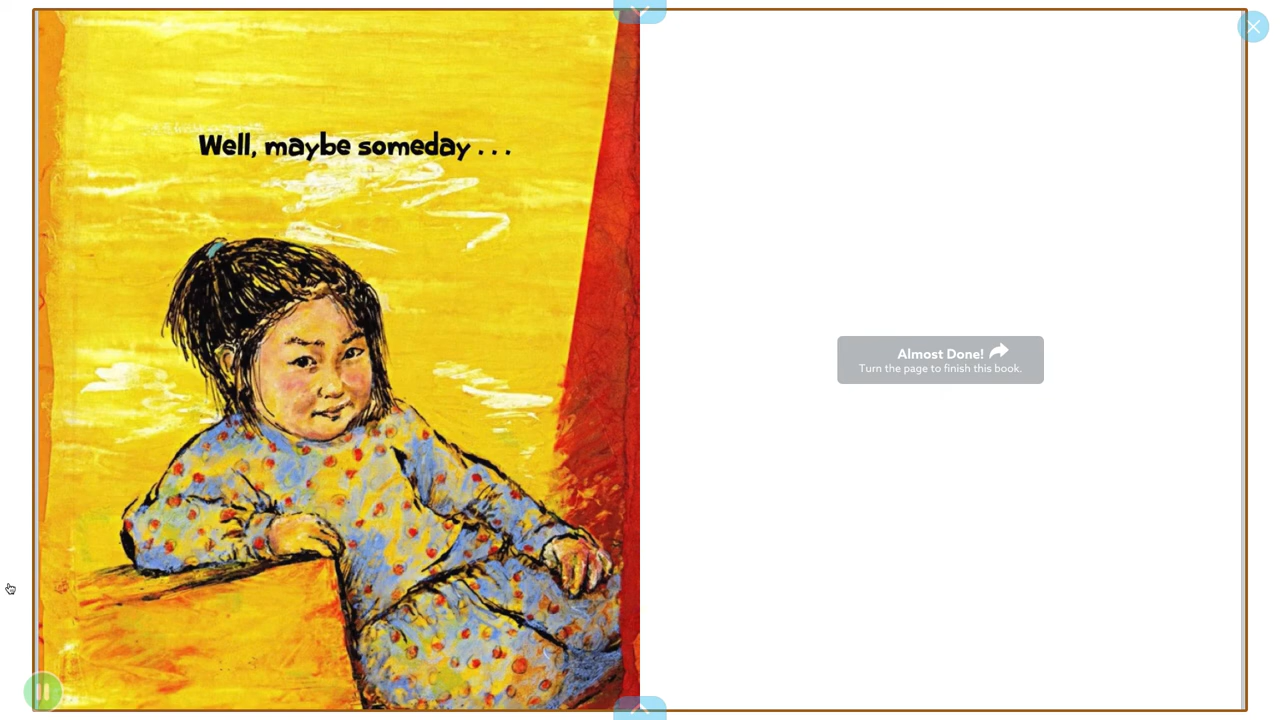 Well, maybe someday . . .
Almost Done!
Turn the page to finish this book.